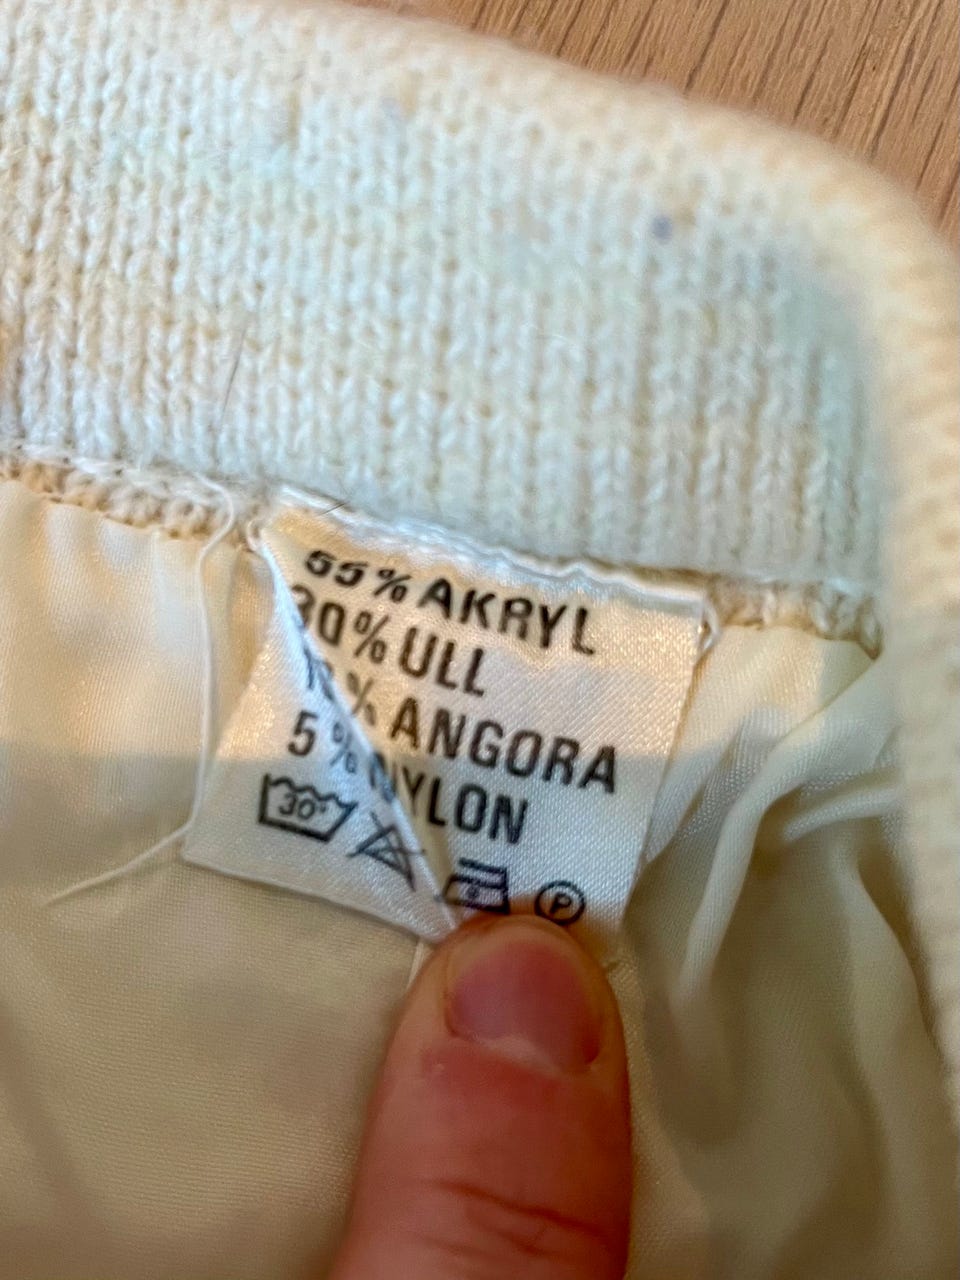 55% AKRYL
30% ULL
% ANGORA
5% NYLON
30° P